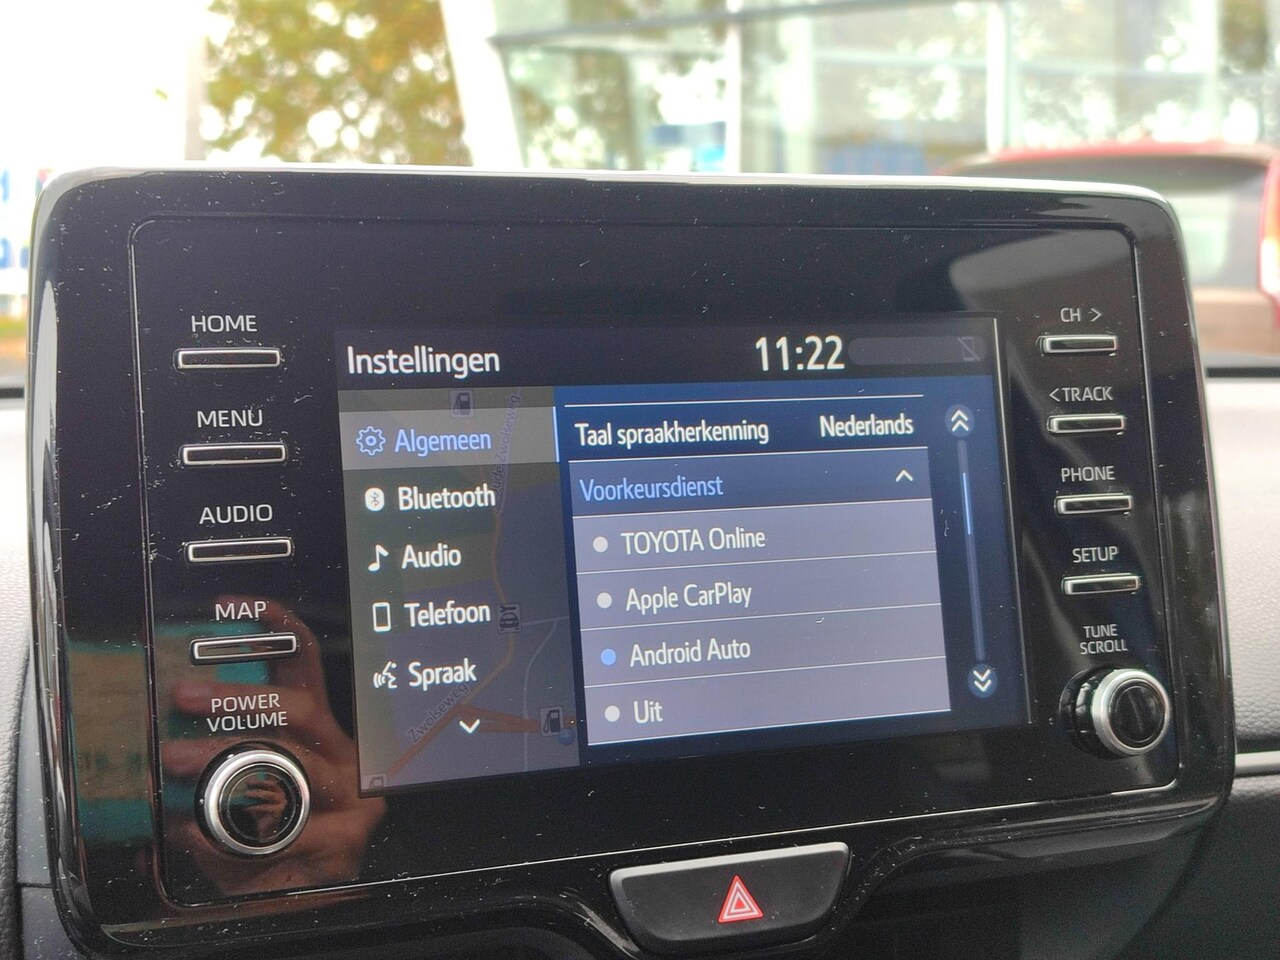 HOME
MENU
AUDIO
MAP
POWER
VOLUME
Instellingen
11:22
Algemeen
Bluetooth
Audio
Telefoon
Spraak
Zwolseweg
Taal spraakherkenning Nederlands
Voorkeursdienst
TOYOTA Online
Apple CarPlay
Android Auto
Uit
CH >
<TRACK
PHONE
SETUP
TUNE
SCROLL